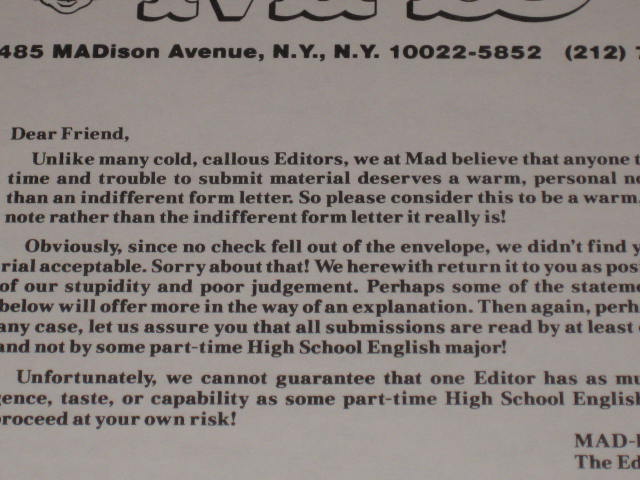 485 MADison Avenue, N.Y., N.Y. 10022-5852 (212)
Dear Friend,
Unlike many cold, callous Editors, we at Mad believe that anyone
time and trouble to submit material deserves a warm, personal
than an indifferent form letter. So please consider this to be a warm,
note rather than the indifferent form letter it really is!
Obviously, since no check fell out of the envelope, we didn't find
rial acceptable. Sorry about that! We herewith return it to you as
of our stupidity and poor judgement. Perhaps some of the
below will offer more in the way of an explanation. Then again,
any case, let us assure you that all submissions are read by at least
and not by some part-time High School English major!
Unfortunately, we cannot guarantee that one Editor has as
gence, taste, or capability as some part-time High School English
proceed at your own risk!
MAD-
The Ed